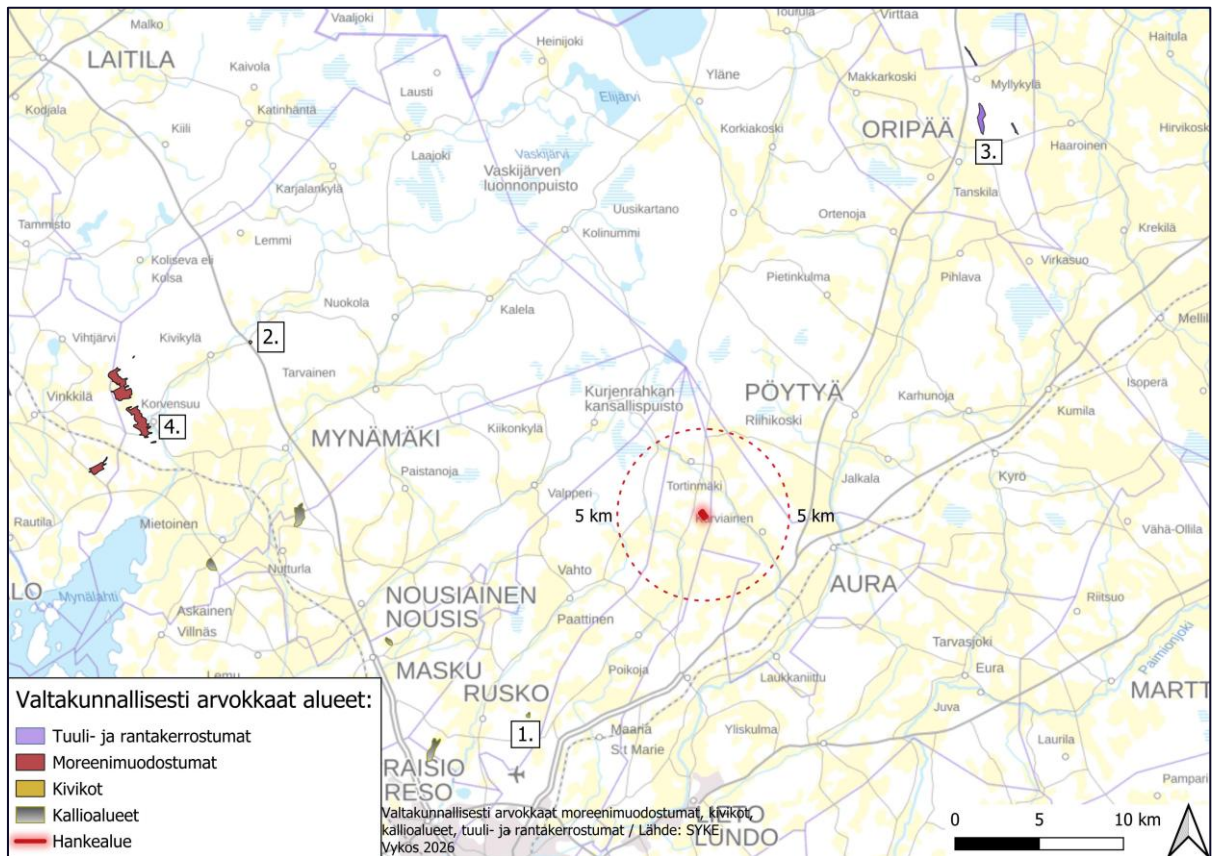 Malko
Vaaljoki
Toufula
Virttaa
LAITILA
Heinijoki
Haitula
Kaivola
Lausti
Yläne
Makkarkoski
Myllykylä
Kodjala
Katinhäntä
Elijärvi
Kiili
Korkiakoski
ORIPÄÄ
Hirvikosk
Laajoki
Vaskijärvi
Haaroinen
3.
Vaskijärven
luonnonpuisto
Karjalankylä
Tanskila
Tammisto
Uusikartano
Ortenoja
Lemmi
Kolinummi
Krekilä
Koliseva eli
Kolsa
Pietinkulma
Pihlava
Virkasuo
Nuokola
Kalela
Mellil
Vihtjärvi
Kivikylä
2.
Tarvainen
Isoperä
Vinkkilä
Korvensuu
Kurjenrahkan
kansallispuisto
PÖYTYÄ
Karhunoja
4.
Kumila
MYNÄMÄKI
Kiikonkylä
Riihikoski
Kyrö
Paistanoja
Jalkala
Valpperi
Tortinmäki
Rautila
Mietoinen
5 km
5 km
Vähä-Ollila
Nutturla
LO
Mynälahti
Vahto
AURA
Askainen
Villnäs
NOUSIAINEN
NOUSIS
Riitsuo
Paattinen
Tarvasjoki
Paimionjoki
Lemu
MASKU
Poikoja
Eura
Laukkaniittu
MARTT
RUSKO
Juva
1.
Maaria
S:t Marie
Yliskulma
Laurila
RAISIO
RESO
Pampari
LIETO
LUNDO
Valtakunnallisesti arvokkaat alueet:
Tuuli- ja rantakerrostumat
Moreenimuodostumat
Kivikot
Kallioalueet
Hankealue
Valtakunnallisesti arvokkaat moreenimuodostumat, kivikot,
kallioalueet, tuuli- ja rantakerrostumat / Lähde: SYKE
Vykos 2026
0 5 10 km